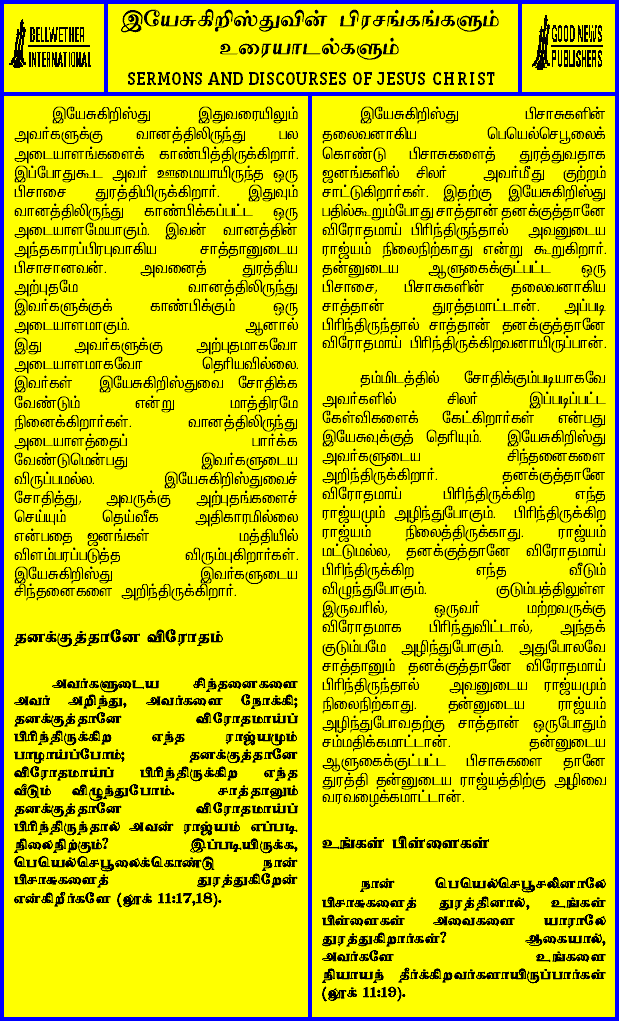 BELLWETHER
INTERNATIONAL
இயேசுகிறிஸ்துவின் பிரசங்கங்களும்
உரையாடல்களும்
SERMONS AND DISCOURSES OF JESUS CHRIST
GOOD NEWS
PUBLISHERS
இயேசுகிறிஸ்து இதுவரையிலும்
அவர்களுக்கு வானத்திலிருந்து பல
அடையாளங்களைக் காண்பித்திருக்கிறார்.
இப்போதுகூட அவர் ஊமையாயிருந்த ஒரு
பிசாசை துரத்தியிருக்கிறார். இதுவும்
வானத்திலிருந்து காண்பிக்கப்பட்ட ஒரு
அடையாளமேயாகும். இவன் வானத்தின்
அந்தகாரப்பிரபுவாகிய சாத்தானுடைய
பிசாசானவன். அவனைத் துரத்திய
அற்புதமே வானத்திலிருந்து
இவர்களுக்குக் காண்பிக்கும் ஒரு
அடையாளமாகும். ஆனால்
இது அவர்களுக்கு அற்புதமாகவோ
அடையாளமாகவோ தெரியவில்லை.
இவர்கள் இயேசுகிறிஸ்துவை சோதிக்க
வேண்டும் என்று மாத்திரமே
நினைக்கிறார்கள். வானத்திலிருந்து
அடையாளத்தைப் பார்க்க
வேண்டுமென்பது இவர்களுடைய
விருப்பமல்ல. இயேசுகிறிஸ்துவைச்
சோதித்து, அவருக்கு அற்புதங்களைச்
செய்யும் தெய்வீக அதிகாரமில்லை
என்பதை ஜனங்கள் மத்தியில்
விளம்பரப்படுத்த விரும்புகிறார்கள்.
இயேசுகிறிஸ்து இவர்களுடைய
சிந்தனைகளை அறிந்திருக்கிறார்.
தனக்குத்தானே விரோதம்
அவர்களுடைய சிந்தனைகளை
அவர் அறிந்து, அவர்களை நோக்கி;
தனக்குத்தானே விரோதமாய்ப்
பிரிந்திருக்கிற எந்த ராஜ்யமும்
பாழாய்ப்போம்; தனக்குத்தானே
விரோதமாய்ப் பிரிந்திருக்கிற எந்த
வீடும் விழுந்துபோம். சாத்தானும்
தனக்குத்தானே விரோதமாய்ப்
பிரிந்திருந்தால் அவன் ராஜ்யம் எப்படி
நிலைநிற்கும்? இப்படியிருக்க,
பெயெல்செபூலைக்கொண்டு நான்
பிசாசுகளைத் துரத்துகிறேன்
என்கிறீர்களே (லூக் 11:17,18).
இயேசுகிறிஸ்து பிசாசுகளின்
தலைவனாகிய பெயெல்செபூலைக்
கொண்டு பிசாசுகளைத் துரத்துவதாக
ஜனங்களில் சிலர் அவர்மீது குற்றம்
சாட்டுகிறார்கள். இதற்கு இயேசுகிறிஸ்து
பதில்கூறும்போது சாத்தான் தனக்குத்தானே
விரோதமாய் பிரிந்திருந்தால் அவனுடைய
ராஜ்யம் நிலைநிற்காது என்று கூறுகிறார்.
தன்னுடைய ஆளுகைக்குட்பட்ட ஒரு
பிசாசை, பிசாசுகளின் தலைவனாகிய
சாத்தான் துரத்தமாட்டான். அப்படி
பிரிந்திருந்தால் சாத்தான் தனக்குத்தானே
விரோதமாய் பிரிந்திருக்கிறவனாயிருப்பான்.
தம்மிடத்தில் சோதிக்கும்படியாகவே
அவர்களில் சிலர் இப்படிப்பட்ட
கேள்விகளைக் கேட்கிறார்கள் என்பது
இயேசுவுக்குத் தெரியும். இயேசுகிறிஸ்து
அவர்களுடைய சிந்தனைகளை
அறிந்திருக்கிறார். தனக்குத்தானே
விரோதமாய் பிரிந்திருக்கிற எந்த
ராஜ்யமும் அழிந்துபோகும். பிரிந்திருக்கிற
ராஜ்யம் நிலைத்திருக்காது. ராஜ்யம்
மட்டுமல்ல, தனக்குத்தானே விரோதமாய்
பிரிந்திருக்கிற எந்த வீடும்
விழுந்துபோகும். குடும்பத்திலுள்ள
இருவரில், ஒருவர் மற்றவருக்கு
விரோதமாக பிரிந்துவிட்டால், அந்தக்
குடும்பமே அழிந்துபோகும். அதுபோலவே
சாத்தானும் தனக்குத்தானே விரோதமாய்
பிரிந்திருந்தால் அவனுடைய ராஜ்யமும்
நிலைநிற்காது. தன்னுடைய ராஜ்யம்
அழிந்துபோவதற்கு சாத்தான் ஒருபோதும்
சம்மதிக்கமாட்டான். தன்னுடைய
ஆளுகைக்குட்பட்ட பிசாசுகளை தானே
துரத்தி தன்னுடைய ராஜ்யத்திற்கு அழிவை
வரவழைக்கமாட்டான்.
உங்கள் பிள்ளைகள்
நான் பெயெல்செபூசலினாலே
பிசாசுகளைத் துரத்தினால், உங்கள்
பிள்ளைகள் அவைகளை யாராலே
துரத்துகிறார்கள்? ஆகையால்,
அவர்களே உங்களை
நியாயந் தீர்க்கிறவர்களாயிருப்பார்கள்
(லூக் 11:19).